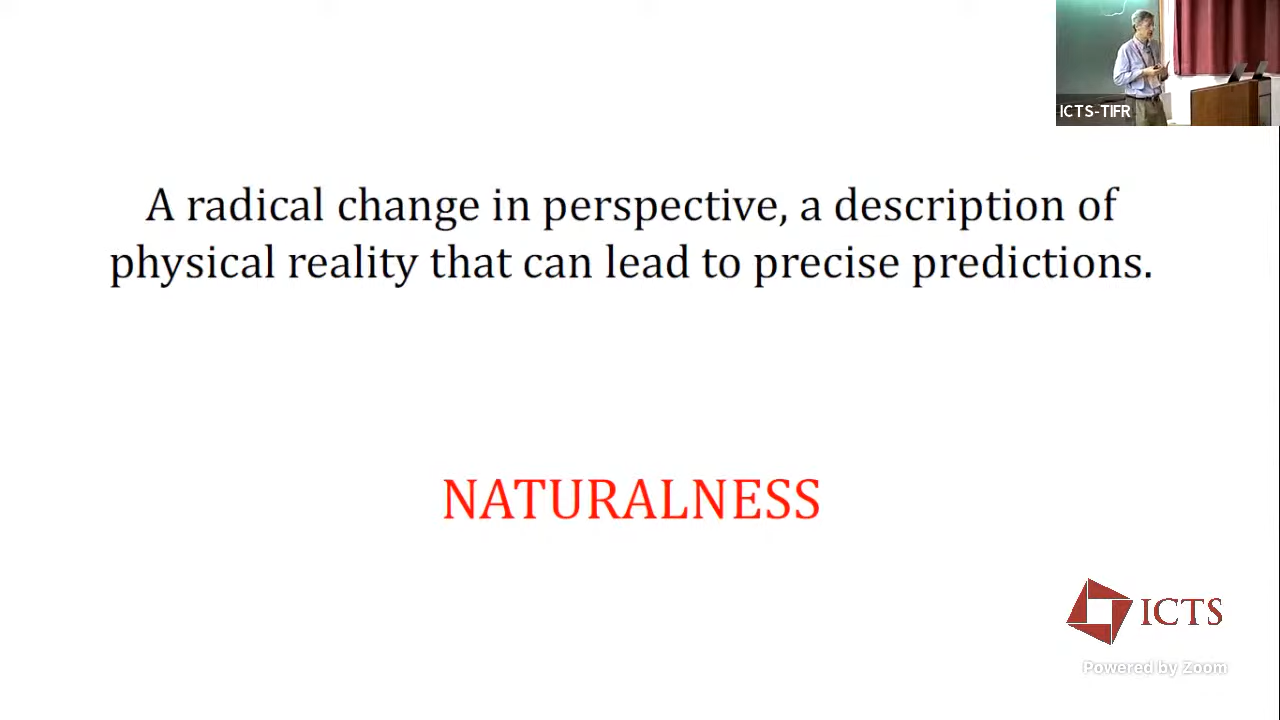 ICTS-TIFR
A radical change in perspective, a description of
physical reality that can lead to precise predictions.
NATURALNESS
ICTS
Powered by Zoom